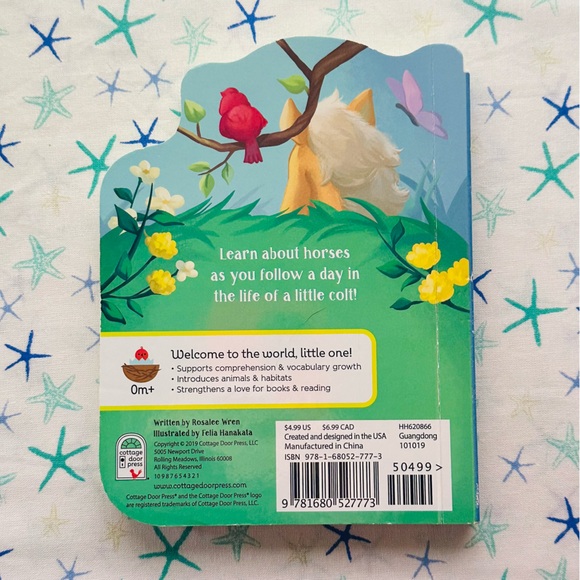 Learn about horses
as you follow a day in
the life of a little colt!
Welcome to the world, little one!
• Supports comprehension & vocabulary growth
• Introduces animals & habitats
• Strengthens a love for books & reading
0m+
Written by Rosalee Wren
Illustrated by Felia Hanakata
Copyright © 2019 Cottage Door Press, LLC
5005 Newport Drive
Rolling Meadows, Illinois 60008
All Rights Reserved
10 9 8 7 6 5 4 3 2 1
www.cottagedoorpress.com
cottage
door
press
Cottage Door Press® and the Cottage Door Press® logo
are registered trademarks of Cottage Door Press, LLC.
$4.99 US $6.99 CAD
Created and designed in the USA
Manufactured in China
HH620866
Guangdong
101019
ISBN 978-1-68052-777-3
50499>
9 781680 527773